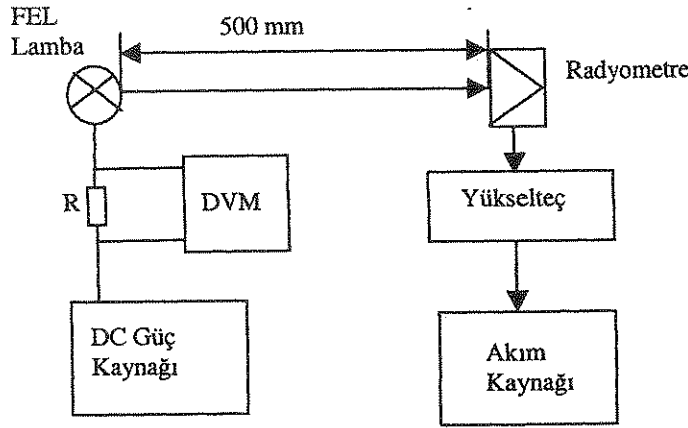 FEL
Lamba
500 mm
Radyometre
R
DVM
Yükselteç
DC Güç
Kaynağı
Akım
Kaynağı